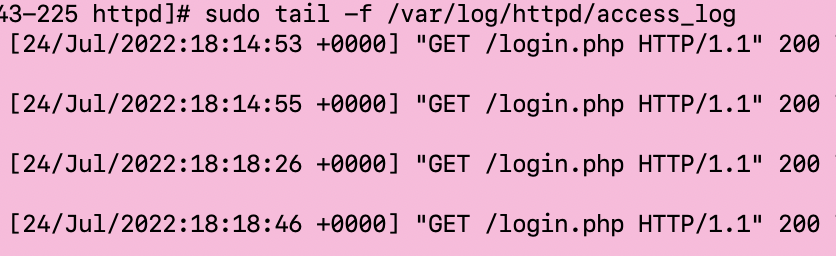 43-225 httpd]# sudo tail -f /var/log/httpd/access_log
[24/Jul/2022:18:14:53 +0000] "GET /login.php HTTP/1.1" 200
[24/Jul/2022:18:14:55 +0000] "GET /login.php HTTP/1.1" 200
[24/Jul/2022:18:18:26 +0000] "GET /login.php HTTP/1.1" 200
[24/Jul/2022:18:18:46 +0000] "GET /login.php HTTP/1.1" 200